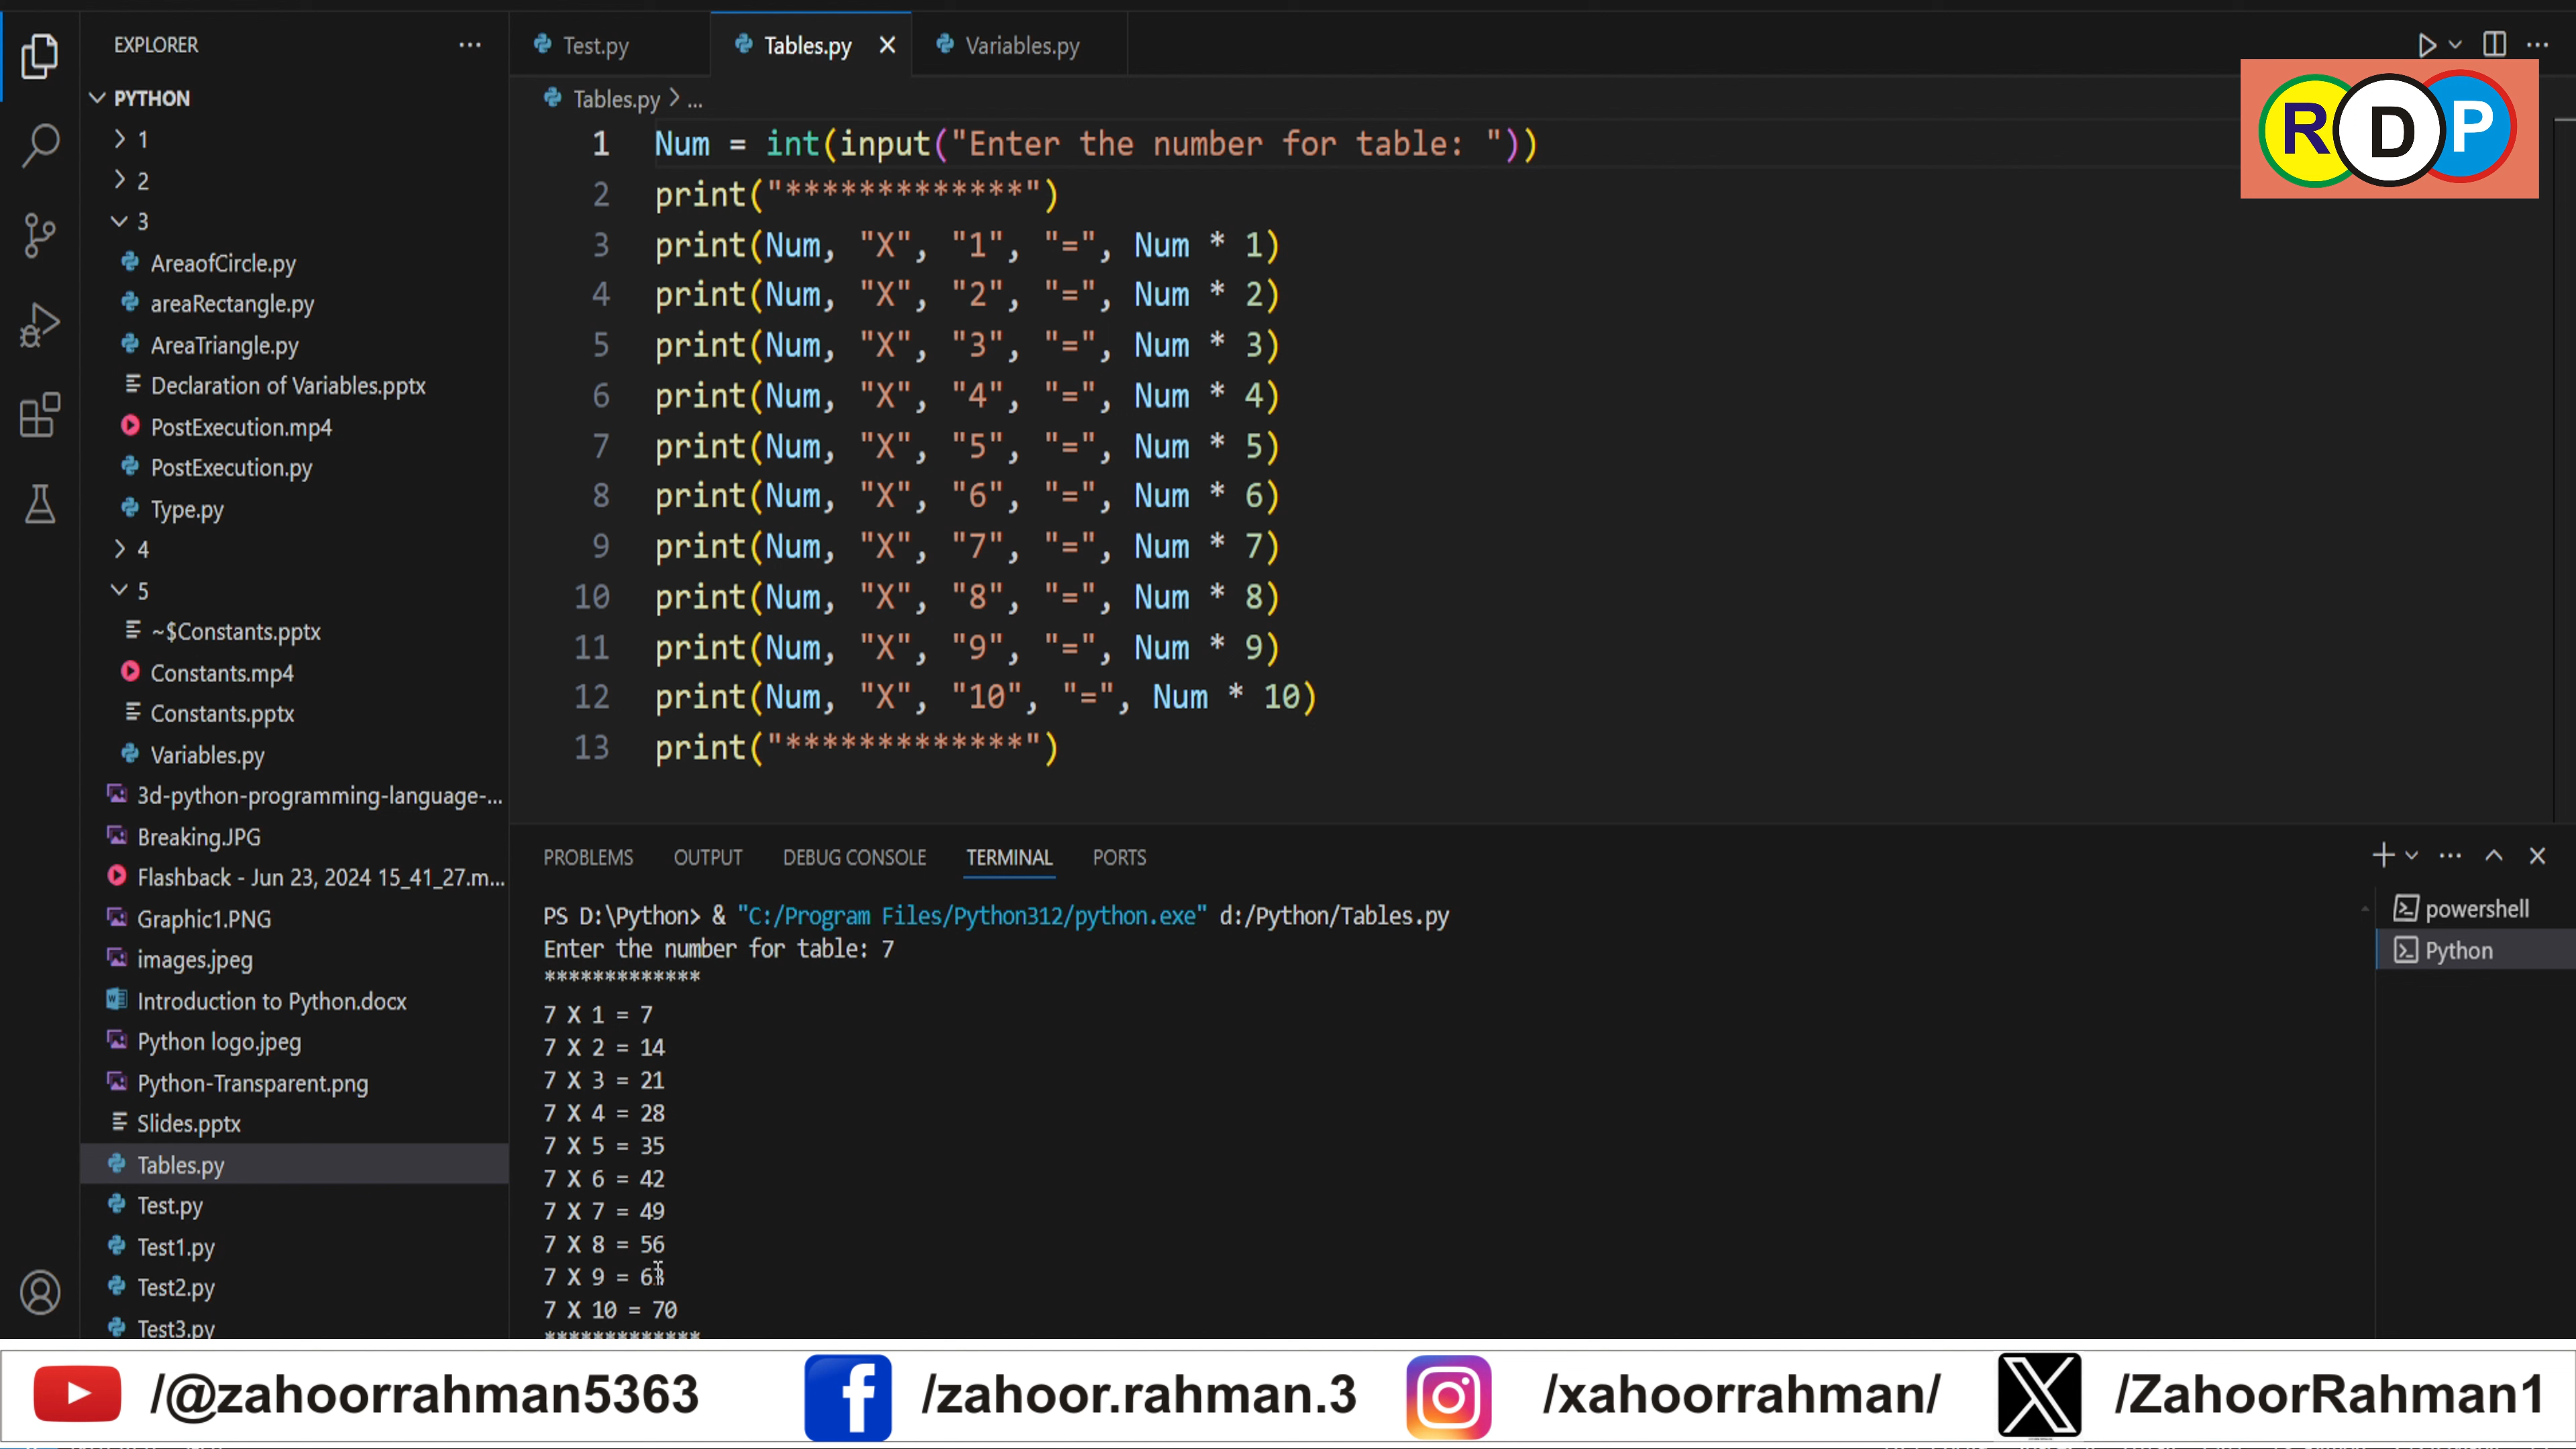 EXPLORER
PYTHON
1
2
3
AreaofCircle.py
areaRectangle.py
AreaTriangle.py
Declaration of Variables.pptx
PostExecution.mp4
PostExecution.py
Type.py
4
5
~$Constants.pptx
Constants.mp4
Constants.pptx
Variables.py
3d-python-programming-language-...
Breaking.JPG
Flashback - Jun 23, 2024 15_41_27.m...
Graphic1.PNG
images.jpeg
Introduction to Python.docx
Python logo.jpeg
Python-Transparent.png
Slides.pptx
Tables.py
Test.py
Test1.py
Test2.py
Test3.py
Test.py Tables.py Variables.py
Tables.py > ...
RDP
1 Num = int(input("Enter the number for table: "))
2 print("*************")
3 print(Num, "X", "1", "=", Num * 1)
4 print(Num, "X", "2", "=", Num * 2)
5 print(Num, "X", "3", "=", Num * 3)
6 print(Num, "X", "4", "=", Num * 4)
7 print(Num, "X", "5", "=", Num * 5)
8 print(Num, "X", "6", "=", Num * 6)
9 print(Num, "X", "7", "=", Num * 7)
10 print(Num, "X", "8", "=", Num * 8)
11 print(Num, "X", "9", "=", Num * 9)
12 print(Num, "X", "10", "=", Num * 10)
13 print("*************")
PROBLEMS OUTPUT DEBUG CONSOLE TERMINAL PORTS
PS D:\Python> & "C:/Program Files/Python312/python.exe" d:/Python/Tables.py
Enter the number for table: 7
*************
7 X 1 = 7
7 X 2 = 14
7 X 3 = 21
7 X 4 = 28
7 X 5 = 35
7 X 6 = 42
7 X 7 = 49
7 X 8 = 56
7 X 9 = 63
7 X 10 = 70
*************
powershell
Python
/@zahoorrahman5363 /zahoor.rahman.3 /xahoorrahman/ /ZahoorRahman1